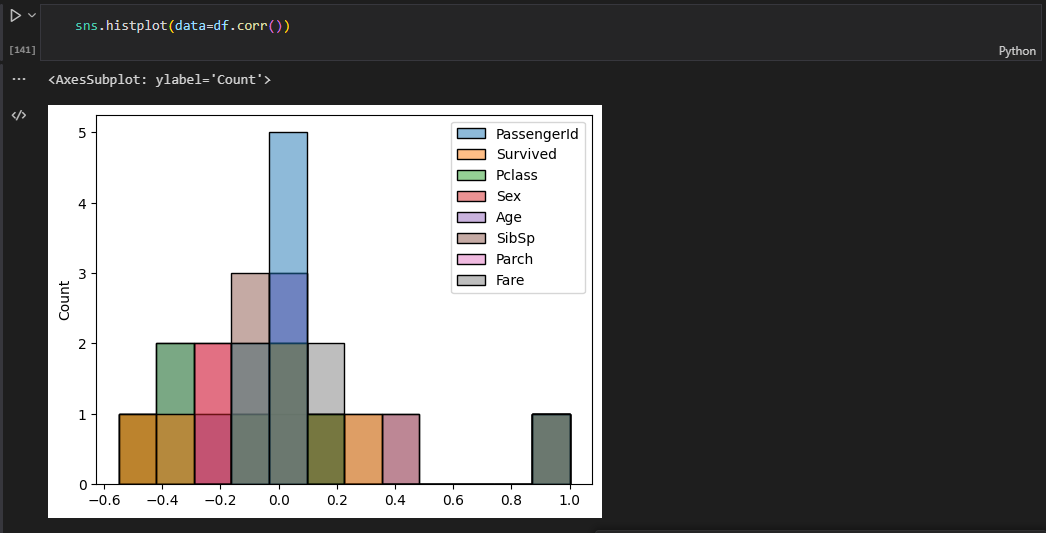 sns.histplot(data=df.corr())
[141]
Python
<AxesSubplot: ylabel='Count'>
PassengerId
Survived
Pclass
Sex
Age
SibSp
Parch
Fare
5
4
3
2
1
0
Count
−0.6 −0.4 −0.2 0.0 0.2 0.4 0.6 0.8 1.0